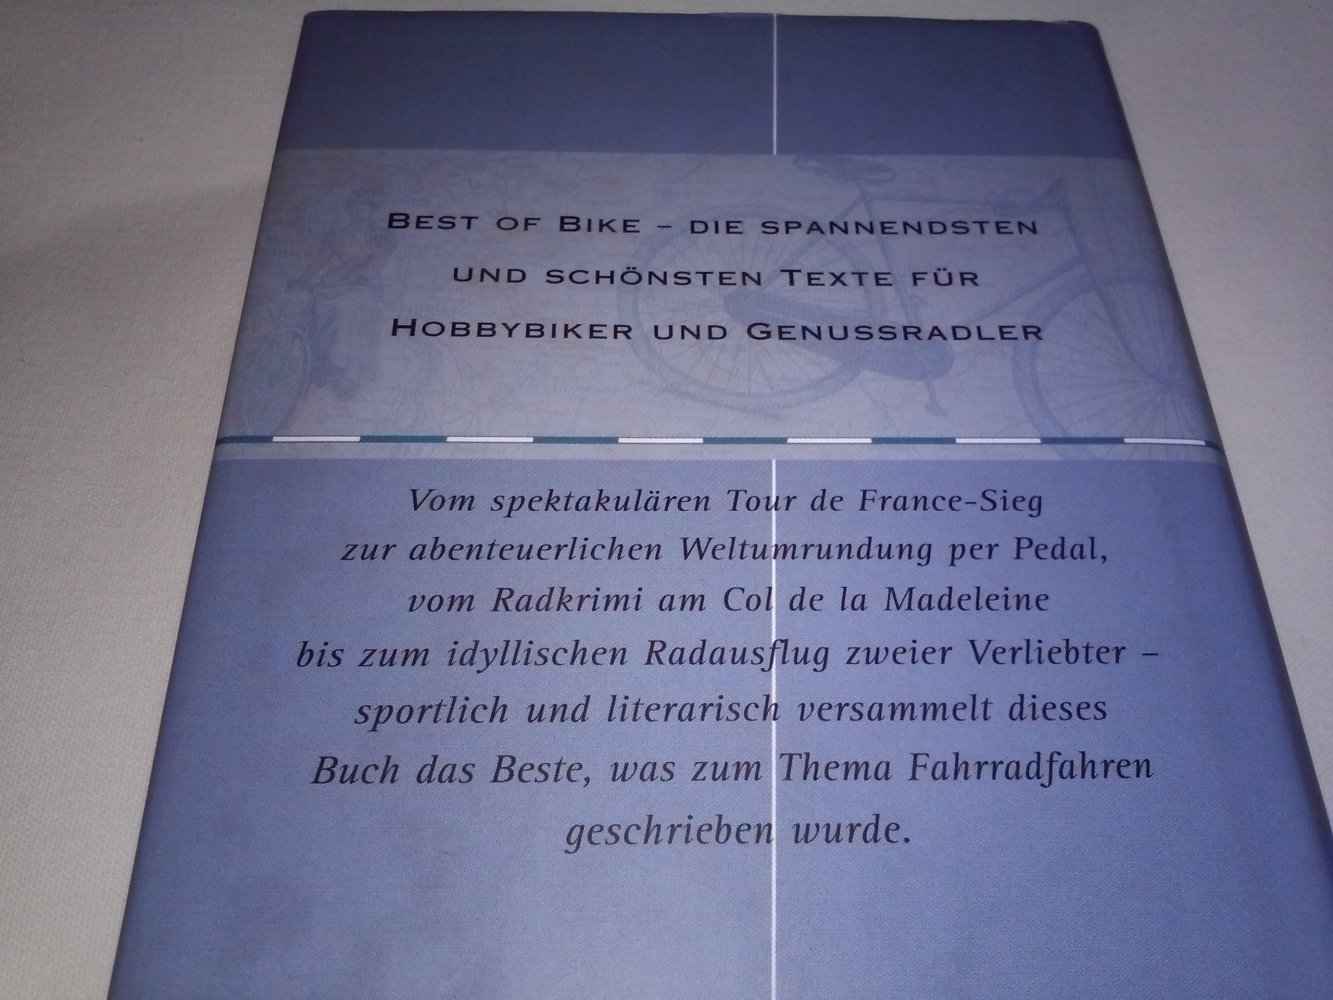 BEST OF BIKE – DIE SPANNENDSTEN
UND SCHÖNSTEN TEXTE FÜR
HOBBYBIKER UND GENUSSRADLER
Vom spektakulären Tour de France-Sieg
zur abenteuerlichen Weltumrundung per Pedal,
vom Radkrimi am Col de la Madeleine
bis zum idyllischen Radausflug zweier Verliebter –
sportlich und literarisch versammelt dieses
Buch das Beste, was zum Thema Fahrradfahren
geschrieben wurde.